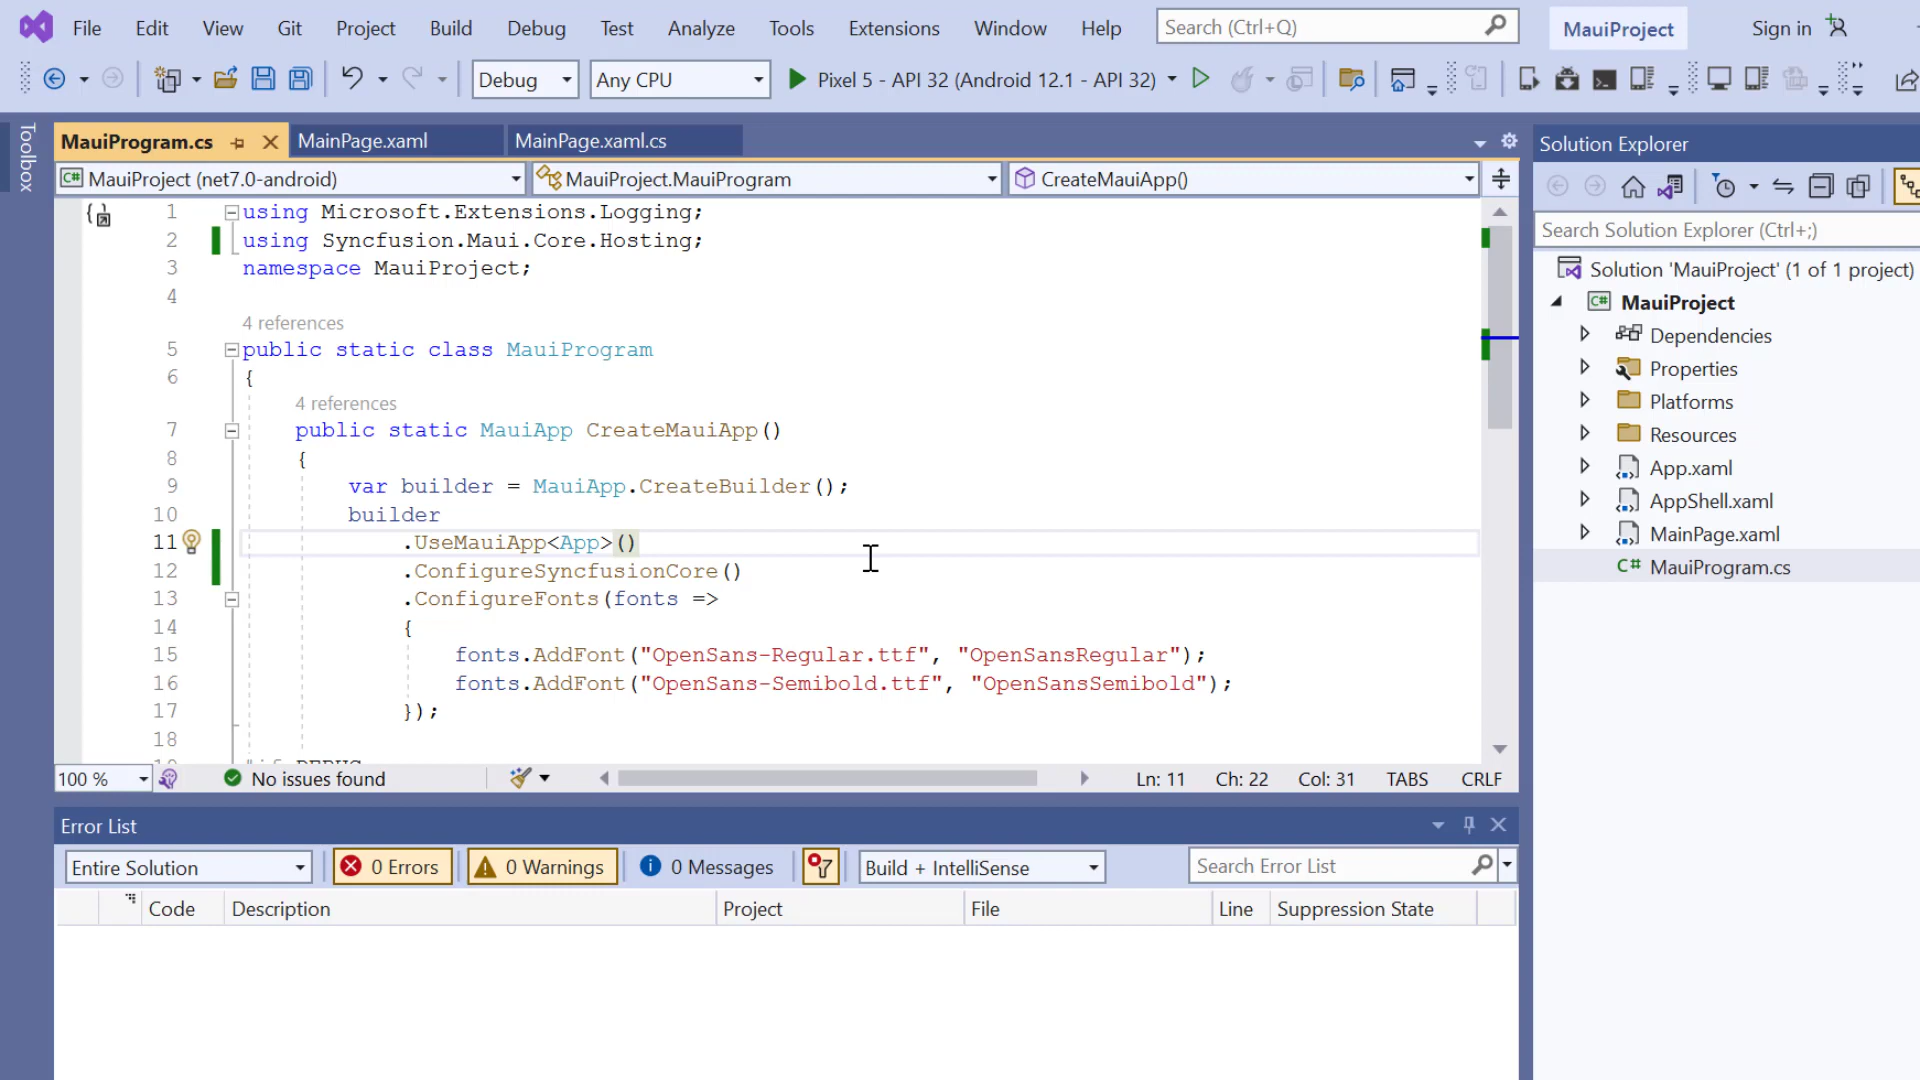 File Edit View Git Project Build Debug Test Analyze Tools Extensions Window Help Search (Ctrl+Q) MauiProject Sign in
Debug Any CPU Pixel 5 - API 32 (Android 12.1 - API 32)
Toolbox
MauiProgram.cs MainPage.xaml MainPage.xaml.cs
MauiProject (net7.0-android) MauiProject.MauiProgram CreateMauiApp()
1 using Microsoft.Extensions.Logging;
2 using Syncfusion.Maui.Core.Hosting;
3 namespace MauiProject;
4
4 references
5 public static class MauiProgram
6 {
4 references
7 public static MauiApp CreateMauiApp()
8 {
9 var builder = MauiApp.CreateBuilder();
10 builder
11 .UseMauiApp<App>()
12 .ConfigureSyncfusionCore()
13 .ConfigureFonts(fonts =>
14 {
15 fonts.AddFont("OpenSans-Regular.ttf", "OpenSansRegular");
16 fonts.AddFont("OpenSans-Semibold.ttf", "OpenSansSemibold");
17 });
18
100 % No issues found Ln: 11 Ch: 22 Col: 31 TABS CRLF
Error List
Entire Solution 0 Errors 0 Warnings 0 Messages Build + IntelliSense Search Error List
Code Description Project File Line Suppression State
Solution Explorer
Search Solution Explorer (Ctrl+;)
Solution 'MauiProject' (1 of 1 project)
C# MauiProject
Dependencies
Properties
Platforms
Resources
App.xaml
AppShell.xaml
MainPage.xaml
C# MauiProgram.cs